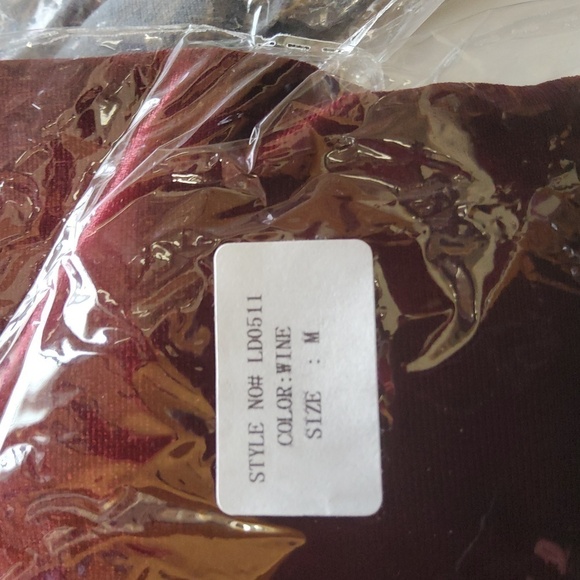 STYLE NO# LD0511
COLOR:WINE
SIZE : M